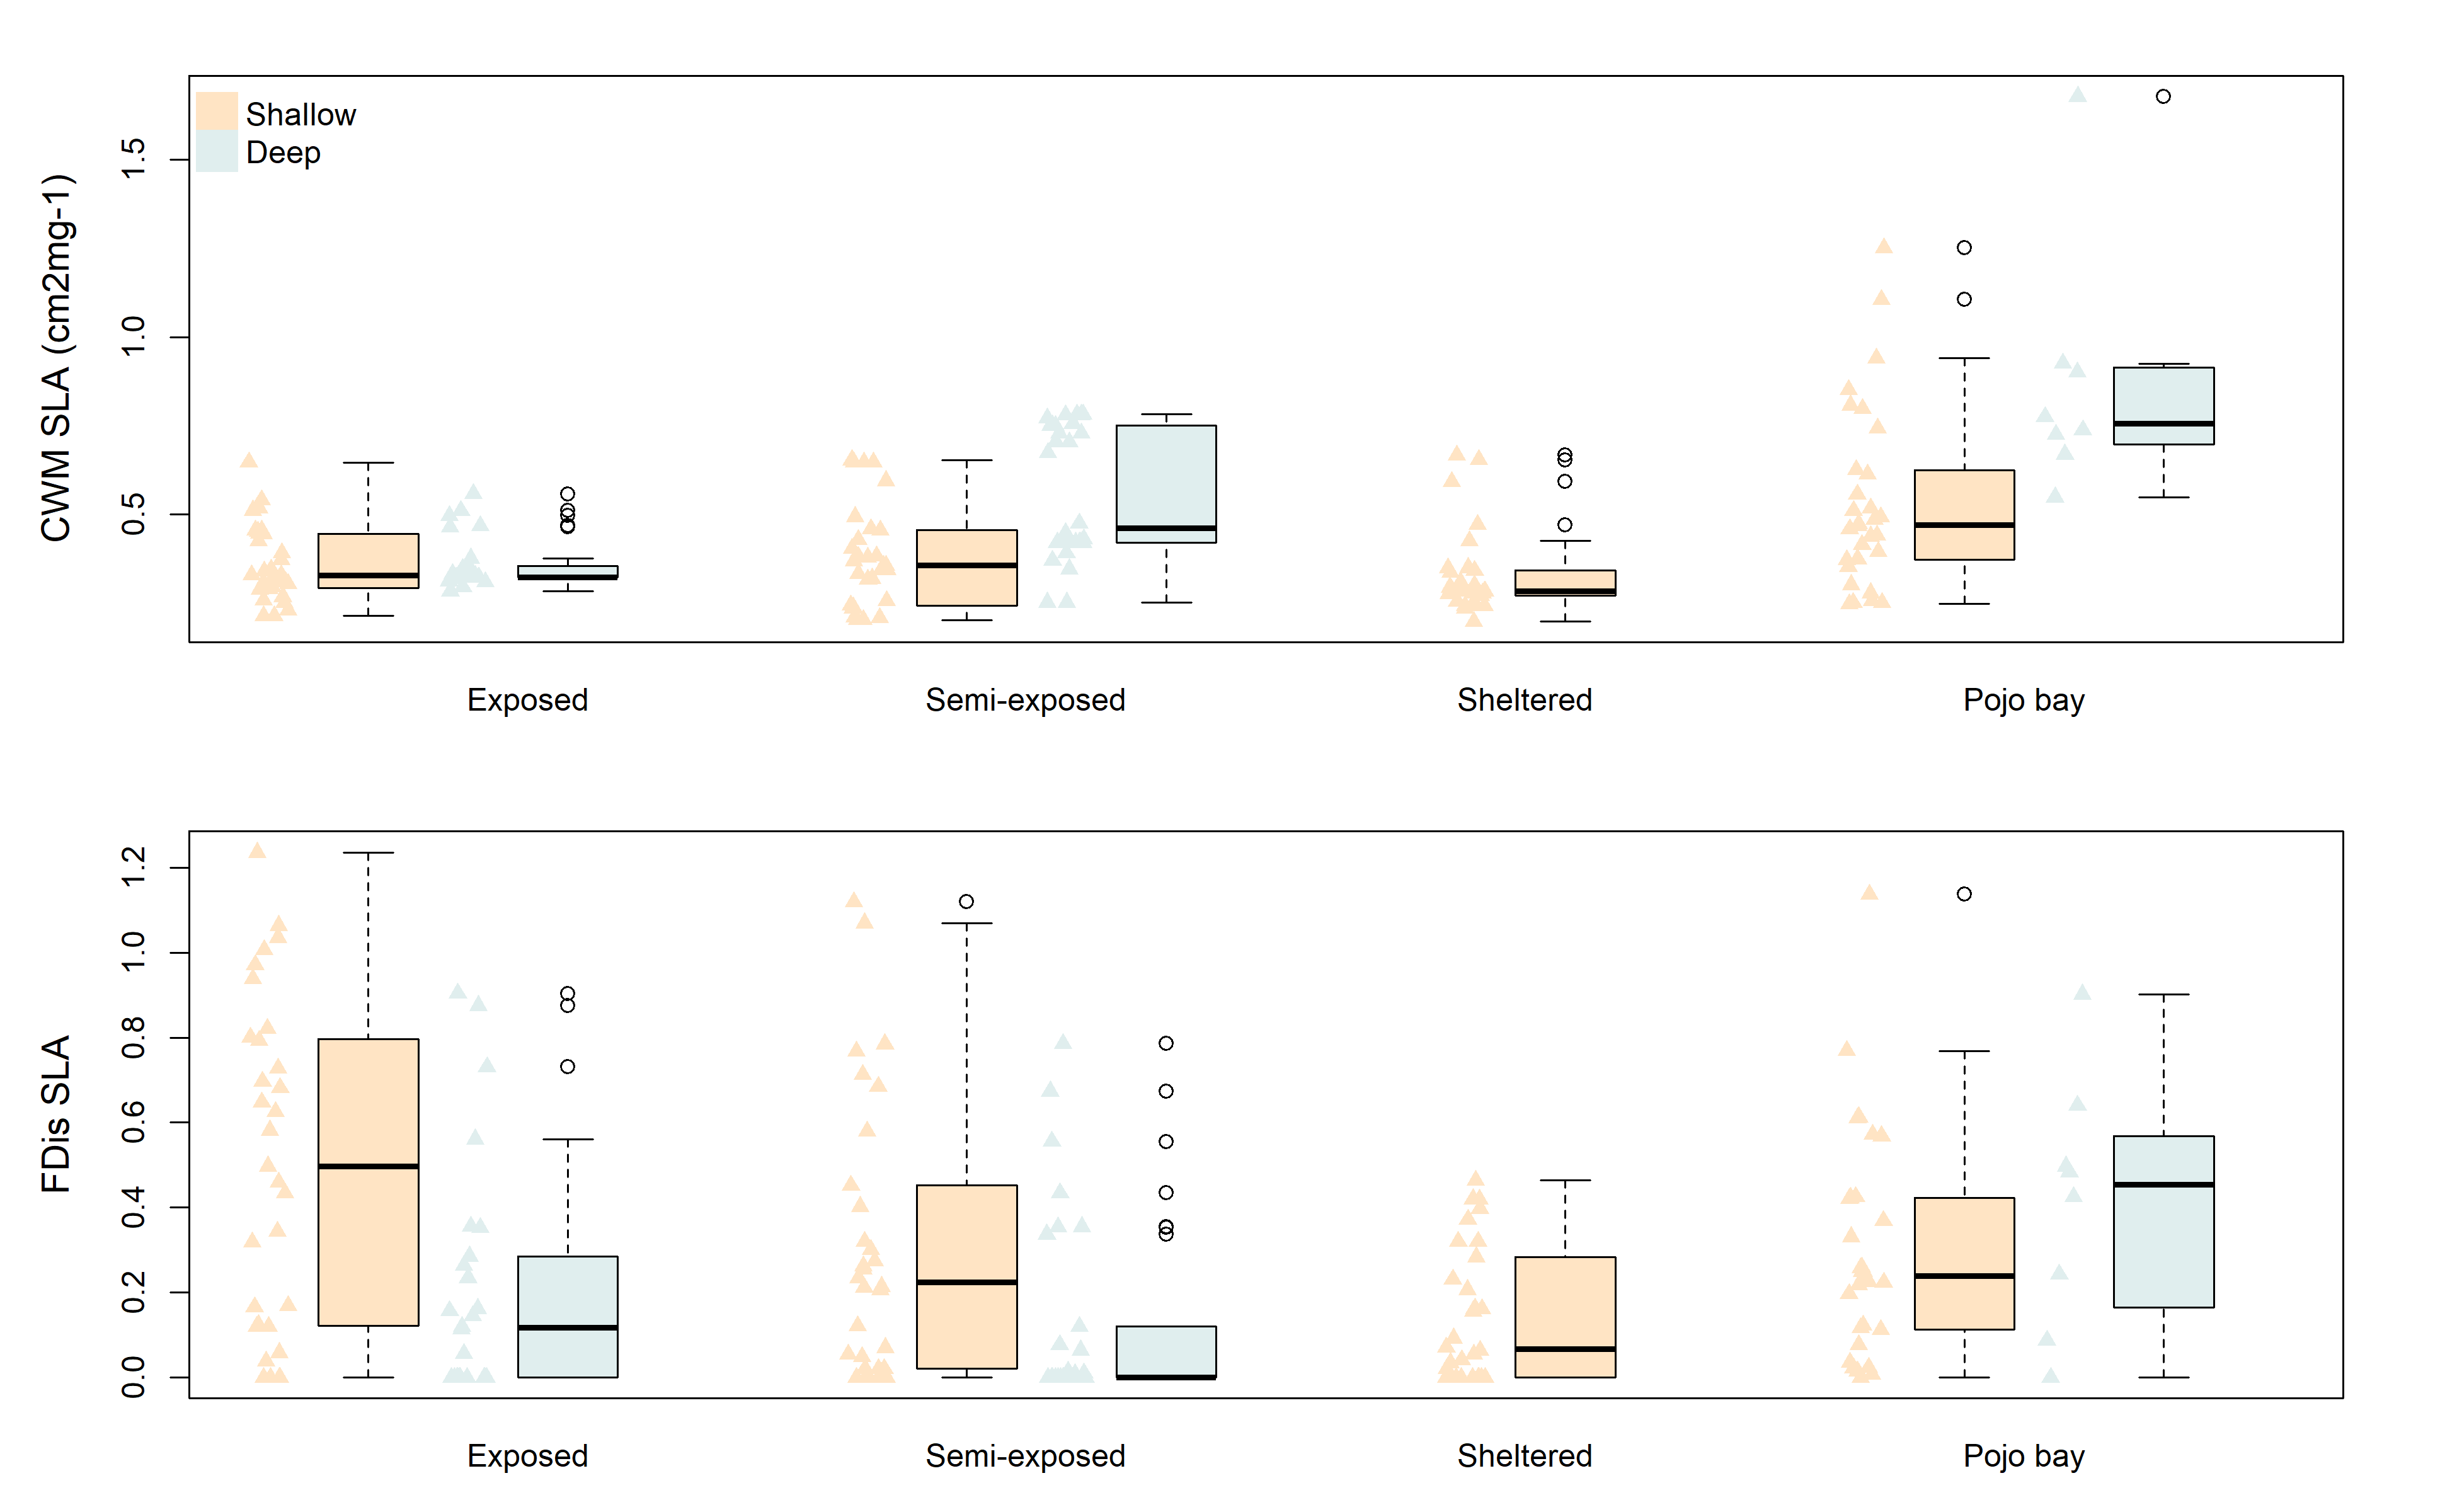 CWM SLA (cm2mg-1)
1.5
1.0
0.5
Shallow
Deep
Exposed
Semi-exposed
Sheltered
Pojo bay
FDis SLA
1.2
1.0
0.8
0.6
0.4
0.2
0.0
Exposed
Semi-exposed
Sheltered
Pojo bay